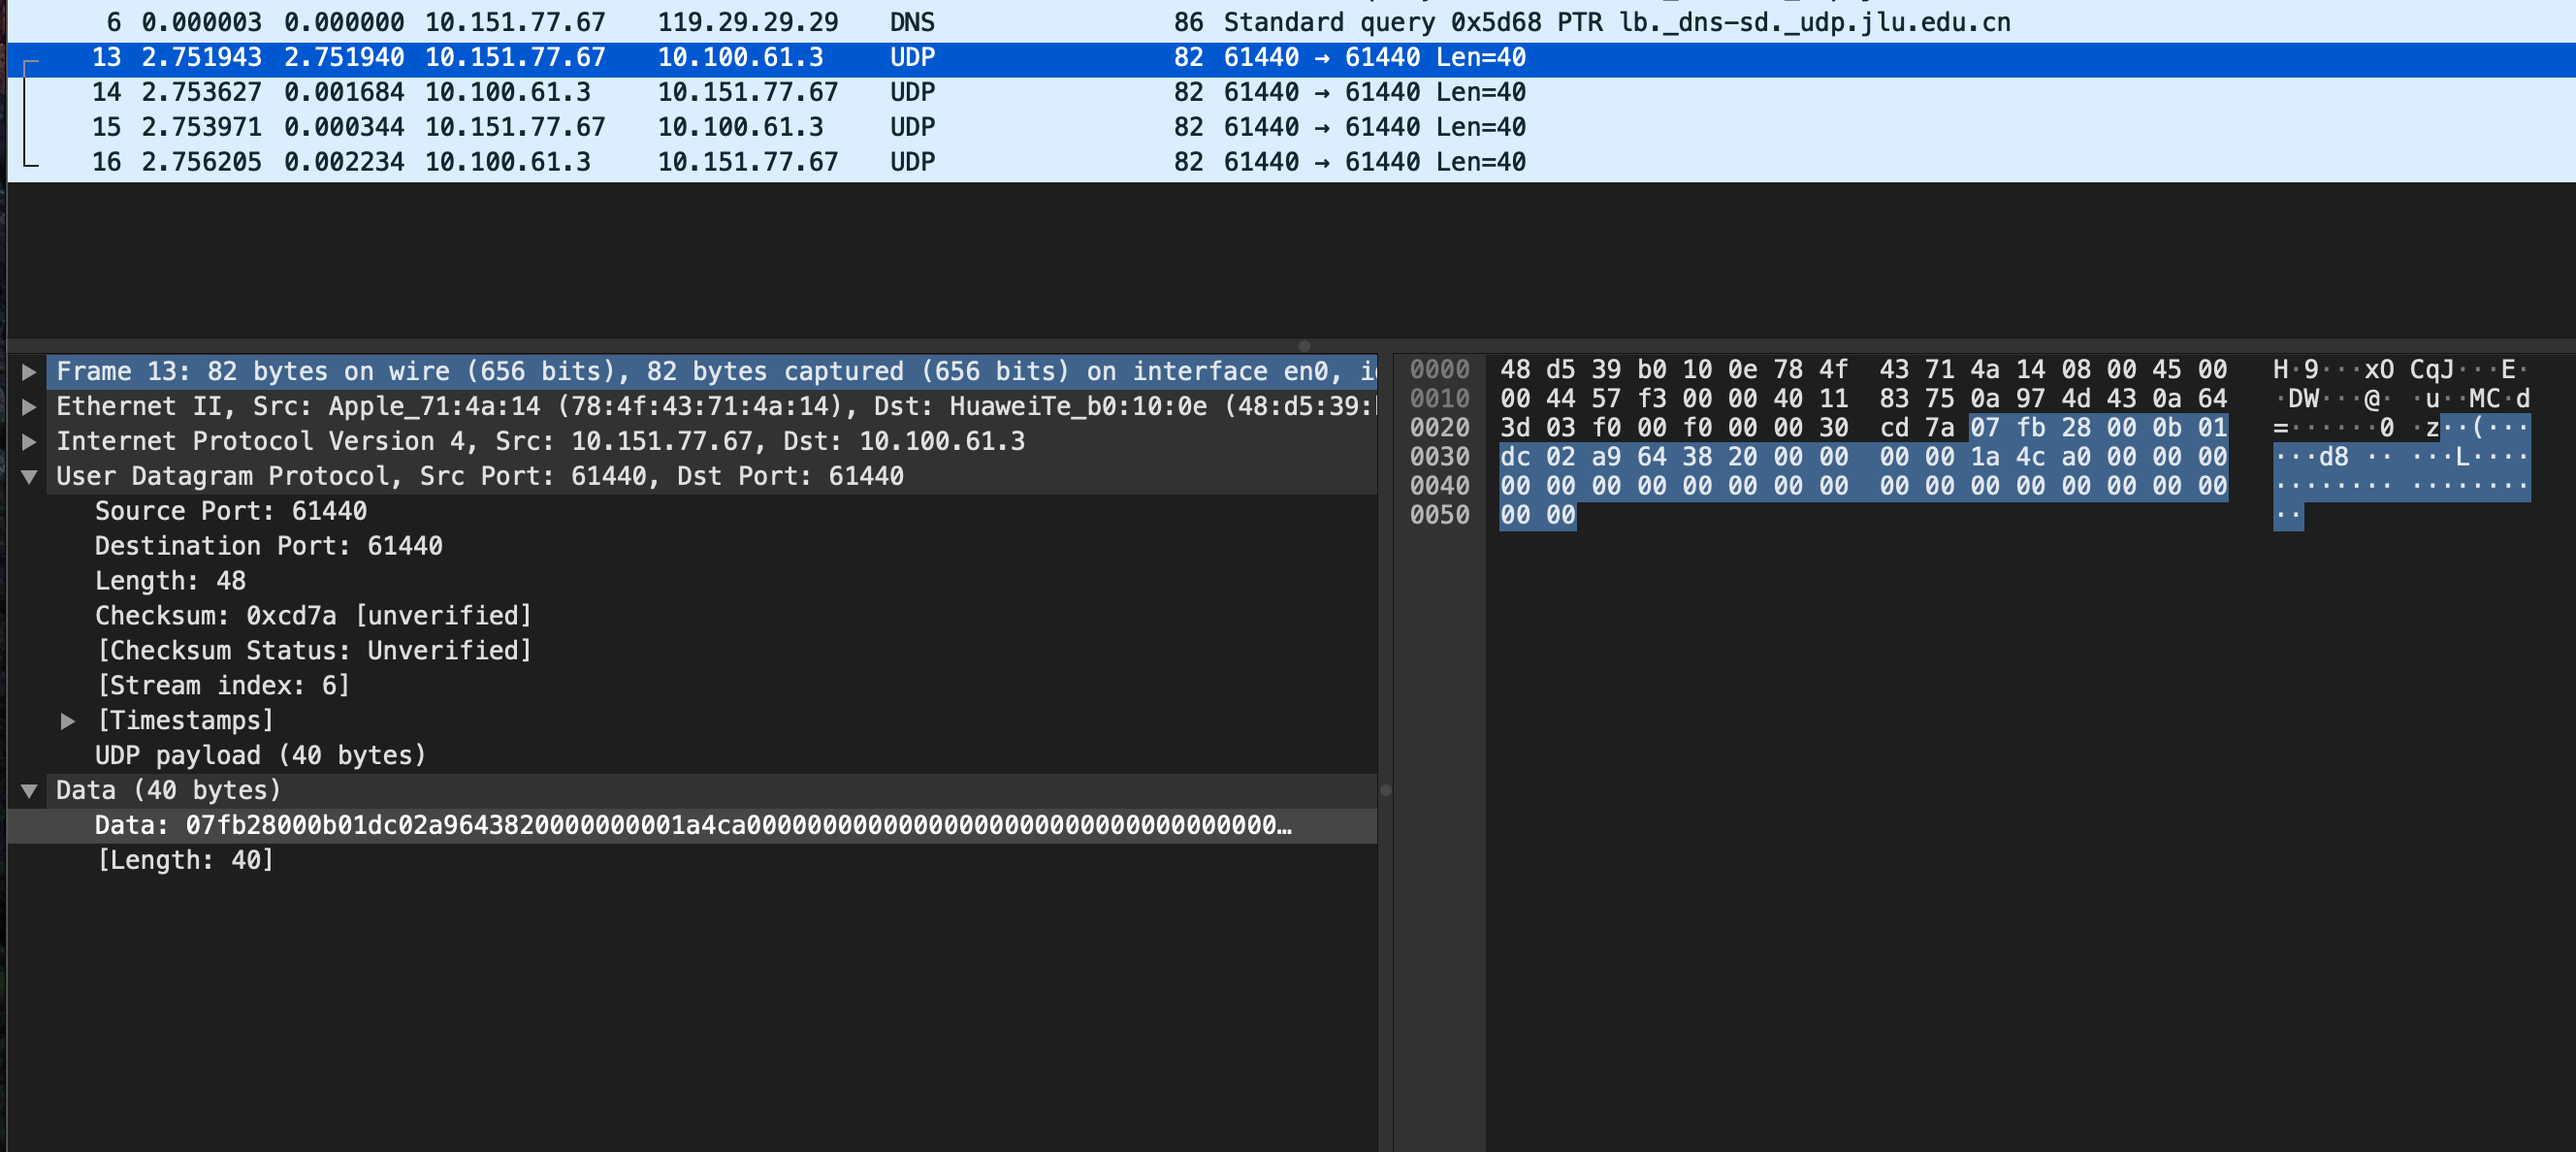 6 0.000003 0.000000 10.151.77.67 119.29.29.29 DNS 86 Standard query 0x5d68 PTR lb._dns-sd._udp.jlu.edu.cn
13 2.751943 2.751940 10.151.77.67 10.100.61.3 UDP 82 61440 → 61440 Len=40
14 2.753627 0.001684 10.100.61.3 10.151.77.67 UDP 82 61440 → 61440 Len=40
15 2.753971 0.000344 10.151.77.67 10.100.61.3 UDP 82 61440 → 61440 Len=40
16 2.756205 0.002234 10.100.61.3 10.151.77.67 UDP 82 61440 → 61440 Len=40
Frame 13: 82 bytes on wire (656 bits), 82 bytes captured (656 bits) on interface en0,
Ethernet II, Src: Apple_71:4a:14 (78:4f:43:71:4a:14), Dst: HuaweiTe_b0:10:0e (48:d5:39:
Internet Protocol Version 4, Src: 10.151.77.67, Dst: 10.100.61.3
User Datagram Protocol, Src Port: 61440, Dst Port: 61440
Source Port: 61440
Destination Port: 61440
Length: 48
Checksum: 0xcd7a [unverified]
[Checksum Status: Unverified]
[Stream index: 6]
[Timestamps]
UDP payload (40 bytes)
Data (40 bytes)
Data: 07fb28000b01dc02a9643820000000001a4ca00000000000000000000000000000000000…
[Length: 40]
0000 48 d5 39 b0 10 0e 78 4f 43 71 4a 14 08 00 45 00 H·9···xO CqJ···E·
0010 00 44 57 f3 00 00 40 11 83 75 0a 97 4d 43 0a 64 ·DW···@· ·u··MC·d
0020 3d 03 f0 00 f0 00 00 30 cd 7a 07 fb 28 00 0b 01 =······0 ·z··(···
0030 dc 02 a9 64 38 20 00 00 00 00 1a 4c a0 00 00 00 ···d8 ·· ···L····
0040 00 00 00 00 00 00 00 00 00 00 00 00 00 00 00 00 ········ ········
0050 00 00 ··